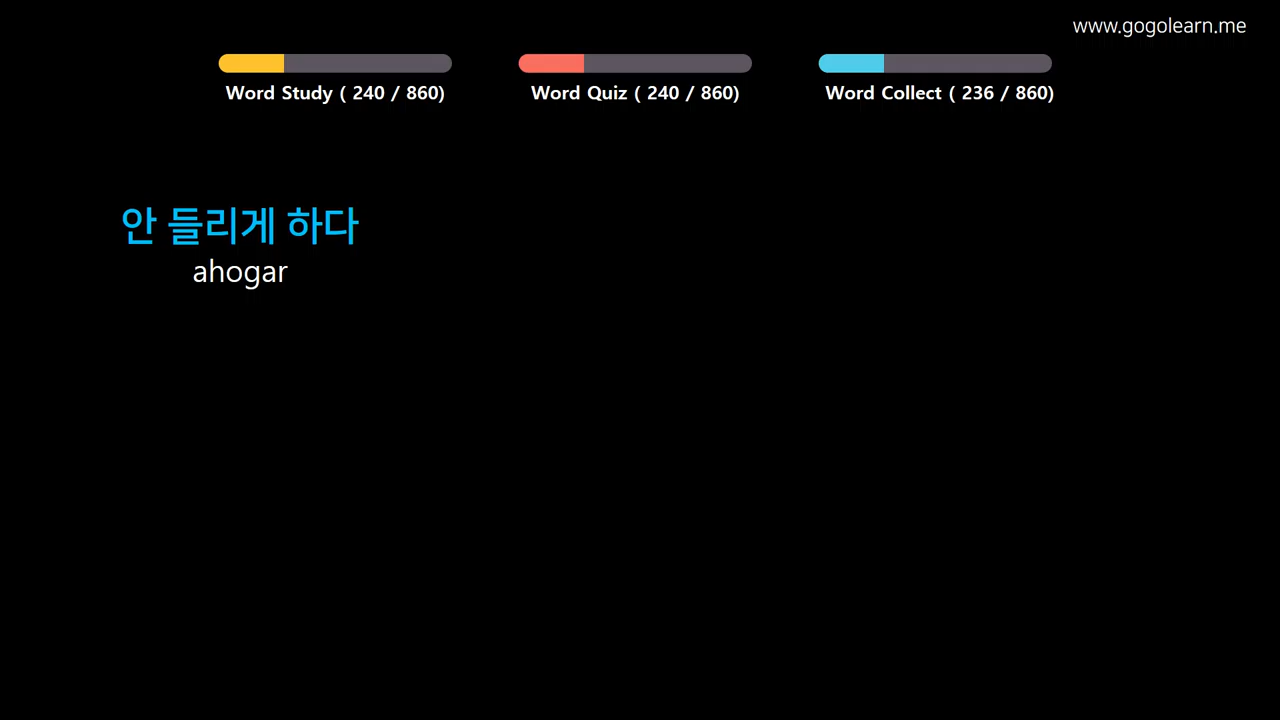 www.gogolearn.me
Word Study ( 240 / 860)
Word Quiz ( 240 / 860)
Word Collect ( 236 / 860)
안 들리게 하다
ahogar